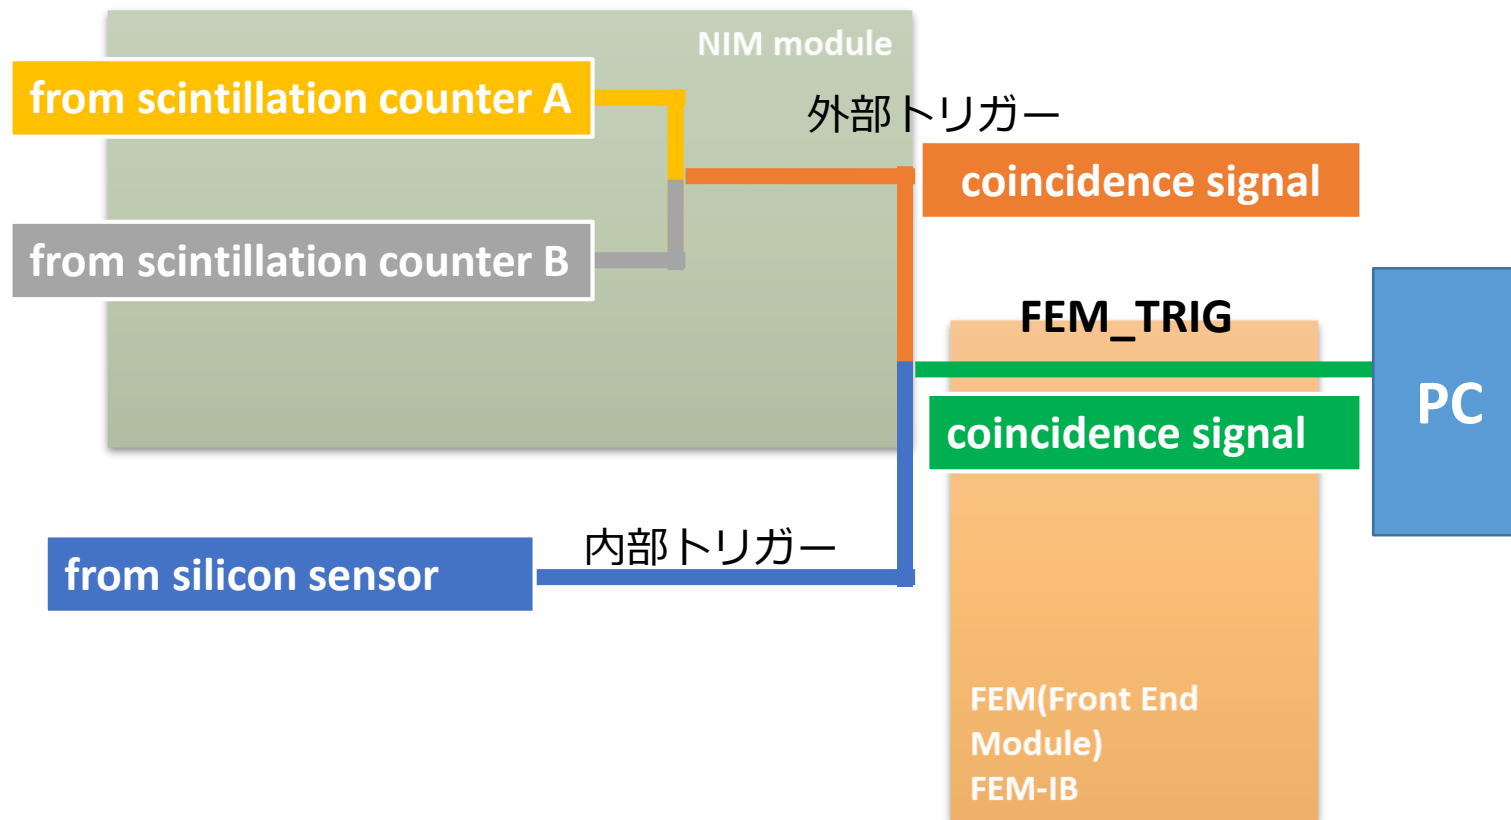 NIM module
from scintillation counter A
外部トリガー
coincidence signal
from scintillation counter B
FEM_TRIG
PC
coincidence signal
内部トリガー
from silicon sensor
FEM(Front End
Module)
FEM-IB